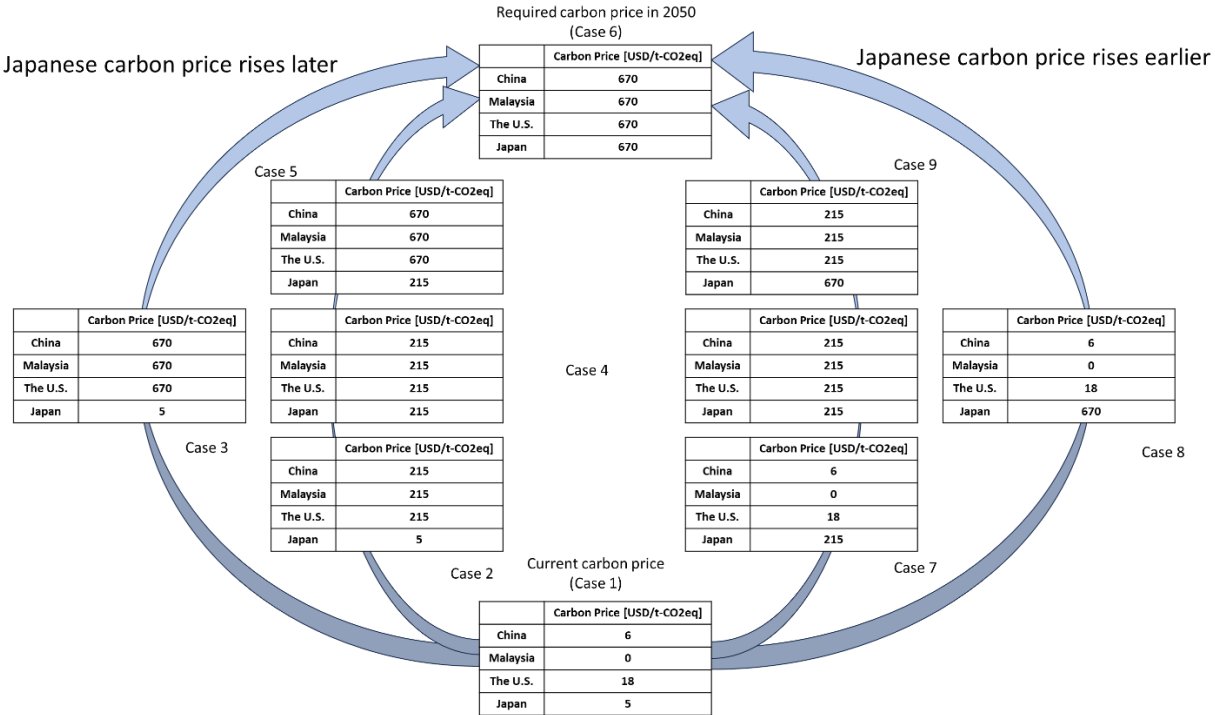 Required carbon price in 2050
(Case 6)
Japanese carbon price rises later
Japanese carbon price rises earlier
Carbon Price [USD/t-CO2eq]
China 670
Malaysia 670
The U.S. 670
Japan 670
Case 5
Carbon Price [USD/t-CO2eq]
China 670
Malaysia 670
The U.S. 670
Japan 215
Case 9
Carbon Price [USD/t-CO2eq]
China 215
Malaysia 215
The U.S. 215
Japan 670
Carbon Price [USD/t-CO2eq]
China 670
Malaysia 670
The U.S. 670
Japan 5
Case 3
Carbon Price [USD/t-CO2eq]
China 215
Malaysia 215
The U.S. 215
Japan 215
Case 4
Carbon Price [USD/t-CO2eq]
China 215
Malaysia 215
The U.S. 215
Japan 215
Carbon Price [USD/t-CO2eq]
China 6
Malaysia 0
The U.S. 18
Japan 670
Case 8
Carbon Price [USD/t-CO2eq]
China 215
Malaysia 215
The U.S. 215
Japan 5
Case 2
Carbon Price [USD/t-CO2eq]
China 6
Malaysia 0
The U.S. 18
Japan 215
Case 7
Current carbon price
(Case 1)
Carbon Price [USD/t-CO2eq]
China 6
Malaysia 0
The U.S. 18
Japan 5